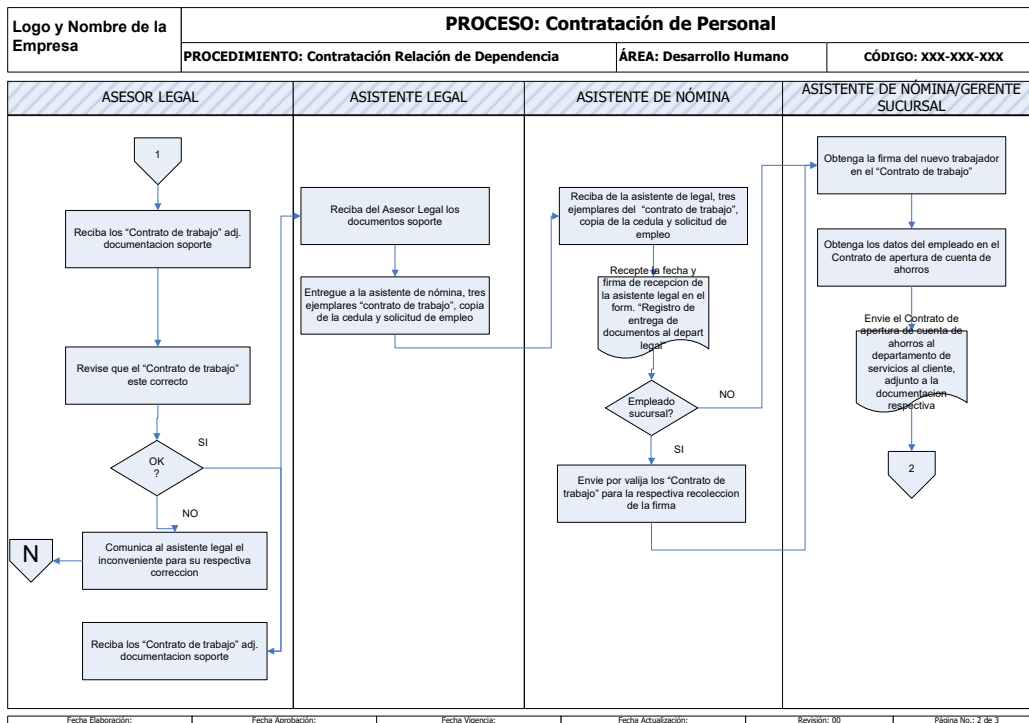 Logo y Nombre de la
Empresa
PROCESO: Contratación de Personal
PROCEDIMIENTO: Contratación Relación de Dependencia
ÁREA: Desarrollo Humano
CÓDIGO: XXX-XXX-XXX
ASESOR LEGAL
ASISTENTE LEGAL
ASISTENTE DE NÓMINA
ASISTENTE DE NÓMINA/GERENTE
SUCURSAL
1
Reciba los “Contrato de trabajo” adj.
documentacion soporte
Revise que el “Contrato de trabajo”
este correcto
OK
?
SI
NO
Comunica al asistente legal el
inconveniente para su respectiva
correccion
N
Reciba los “Contrato de trabajo” adj.
documentacion soporte
Reciba del Asesor Legal los
documentos soporte
Entregue a la asistente de nómina, tres
ejemplares “contrato de trabajo”, copia
de la cedula y solicitud de empleo
Reciba de la asistente de legal, tres
ejemplares del “contrato de trabajo”,
copia de la cedula y solicitud de
empleo
Recepte la fecha y
firma de recepcion de
la asistente legal en el
form. “Registro de
entrega de
documentos al depart
legal”
Empleado
sucursal?
NO
SI
Envie por valija los “Contrato de
trabajo” para la respectiva recoleccion
de la firma
Obtenga la firma del nuevo trabajador
en el “Contrato de trabajo”
Obtenga los datos del empleado en el
Contrato de apertura de cuenta de
ahorros
Envie el Contrato de
apertura de cuenta de
ahorros al
departamento de
servicios al cliente,
adjunto a la
documentacion
respectiva
2
Fecha Elaboración:
Fecha Aprobación:
Fecha Vigencia:
Fecha Actualización:
Revisión: 00
Página No.: 2 de 3